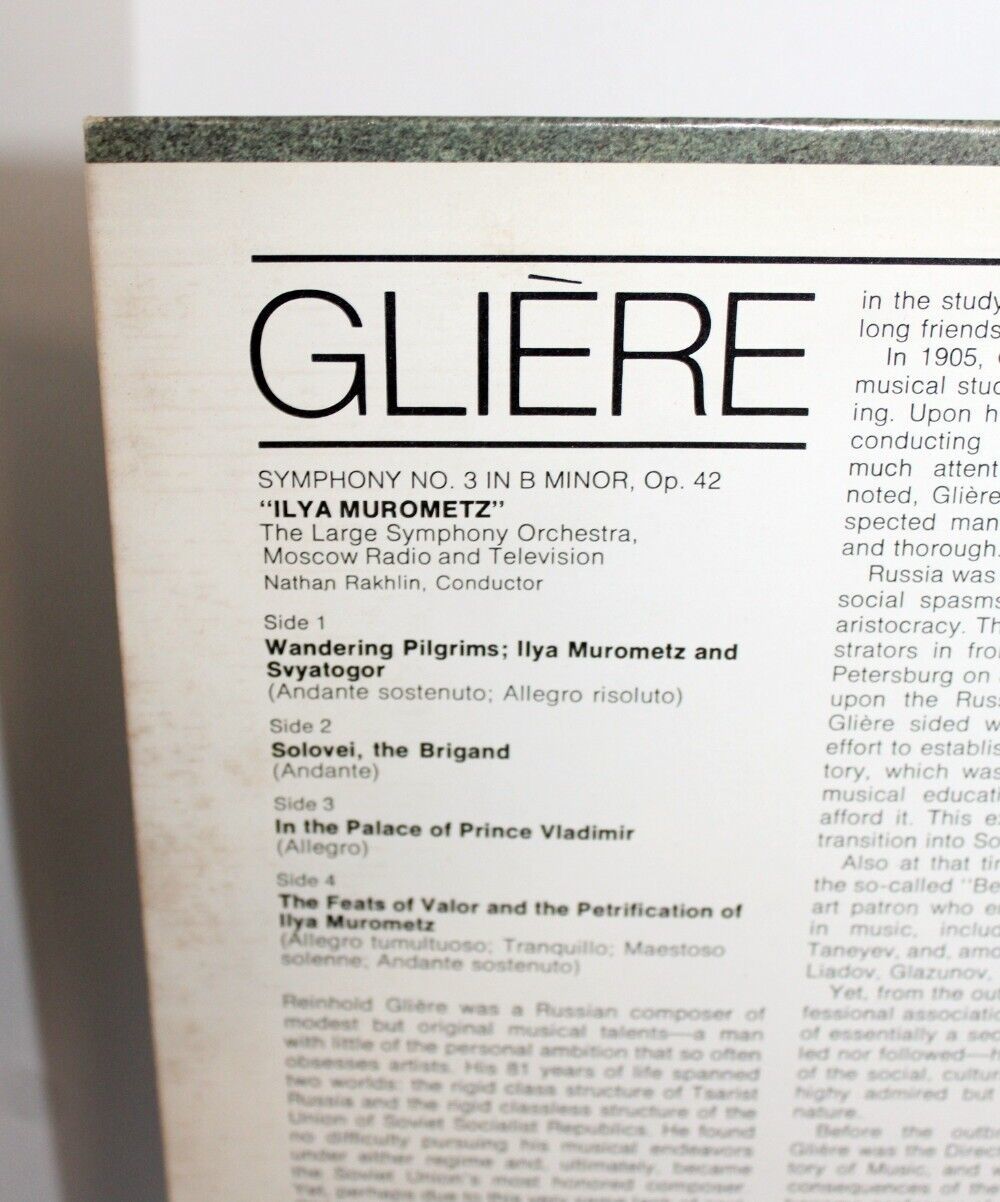 GLIÈRE
SYMPHONY NO. 3 IN B MINOR, Op. 42
"ILYA MUROMETZ"
The Large Symphony Orchestra,
Moscow Radio and Television
Nathan Rakhlin, Conductor
Side 1
Wandering Pilgrims; Ilya Murometz and
Svyatogor
(Andante sostenuto; Allegro risoluto)
Side 2
Solovei, the Brigand
(Andante)
Side 3
In the Palace of Prince Vladimir
(Allegro)
Side 4
The Feats of Valor and the Petrification of
Ilya Murometz
(Allegro tumultuoso; Tranquillo; Maestoso
solenne; Andante sostenuto)
Reinhold Glière was a Russian composer of
modest but original musical talents—a man
with little of the personal ambition that so often
obsesses artists. His 81 years of life spanned
two worlds: the rigid class structure of Tsarist
Russia and the rigid classless structure of the
Union of Soviet Socialist Republics. He found
no difficulty pursuing his musical endeavors
under either regime and, ultimately, became
the Soviet Union's most honored composer
in the study
long friends
In 1905,
musical stud
ing. Upon h
conducting
much attent
noted, Glière
spected man
and thorough.
Russia was
social spasms
aristocracy. Th
strators in fro
Petersburg on
upon the Russ
Glière sided w
effort to establis
tory, which was
musical educati
afford it. This ex
transition into So
Also at that tin
the so-called "Be
art patron who en
in music, includ
Taneyev, and, amo
Liadov, Glazunov,
Yet, from the out
fessional associatio
of essentially a sec
led nor followed—h
of the social, cultur
highy admired but
nature.
Before the outb
Glière was the Direct
tory of Music, and w
consequences of the